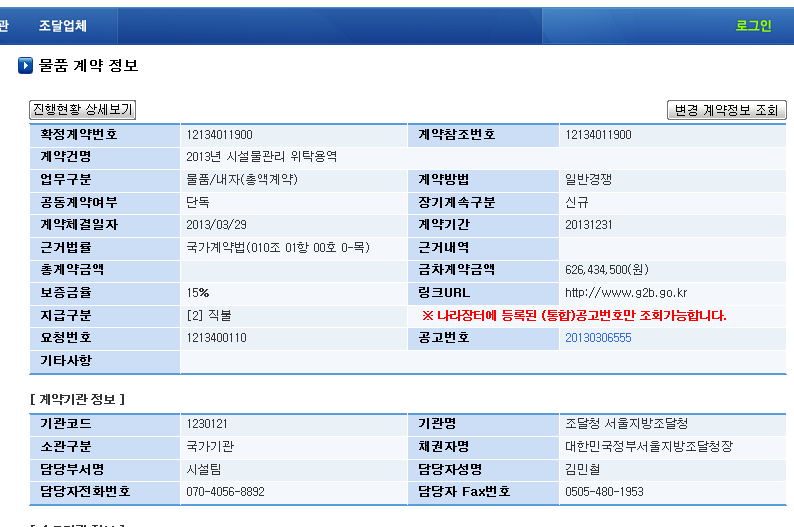 관 조달업체 로그인
물품 계약 정보
진행현황 상세보기 변경 계약정보 조회
확정계약번호 12134011900 계약참조번호 12134011900
계약건명 2013년 시설물관리 위탁용역
업무구분 물품/내자(총액계약) 계약방법 일반경쟁
공동계약여부 단독 장기계속구분 신규
계약체결일자 2013/03/29 계약기간 20131231
근거법률 국가계약법(010조 01항 00호 0-목) 근거내역
총계약금액 금차계약금액 626,434,500(원)
보증금율 15% 링크URL http://www.g2b.go.kr
지급구분 [2] 직불 ※ 나라장터에 등록된 (통합)공고번호만 조회가능합니다.
요청번호 1213400110 공고번호 20130306555
기타사항
[ 계약기관 정보 ]
기관코드 1230121 기관명 조달청 서울지방조달청
소관구분 국가기관 채권자명 대한민국정부서울지방조달청장
담당부서명 시설팀 담당자성명 김민철
담당자전화번호 070-4056-8892 담당자 Fax번호 0505-480-1953